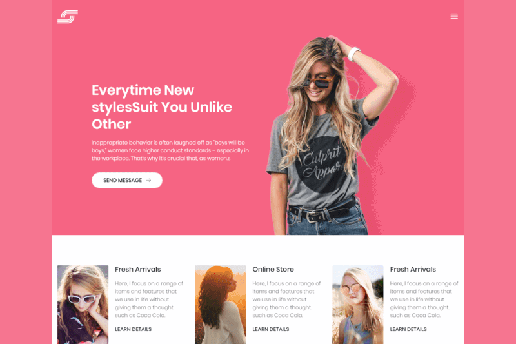 Everytime New
stylesSuit You Unlike
Other
Inappropriate behavior is often laughed off as "boys will be
boys," women face higher conduct standards – especially in
the workplace. That's why it's crucial that, as women.
SEND MESSAGE →
Culprit
Appar
Fresh Arrivals
Here, I focus on a range of
items and features that
we use in life without
giving them a thought
such as Coca Cola.
LEARN DETAILS
Online Store
Here, I focus on a range of
items and features that
we use in life without
giving them a thought
such as Coca Cola.
LEARN DETAILS
Fresh Arrivals
Here, I focus on a range of
items and features that
we use in life without
giving them a thought
such as Coca Cola.
LEARN DETAILS